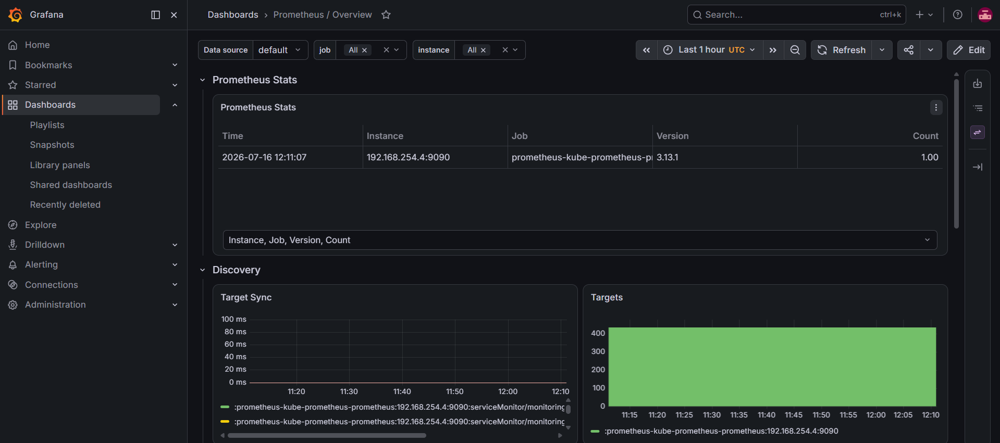 Grafana
Dashboards › Prometheus / Overview
Search...
ctrl+k
Home
Bookmarks
Starred
Dashboards
Playlists
Snapshots
Library panels
Shared dashboards
Recently deleted
Explore
Drilldown
Alerting
Connections
Administration
Data source default
job All
instance All
Last 1 hour UTC
Refresh
Edit
Prometheus Stats
Prometheus Stats
Time Instance Job Version Count
2026-07-16 12:11:07 192.168.254.4:9090 prometheus-kube-prometheus-p 3.13.1 1.00
Instance, Job, Version, Count
Discovery
Target Sync
100 ms
80 ms
60 ms
40 ms
20 ms
0 ms
11:20 11:30 11:40 11:50 12:00 12:10
:prometheus-kube-prometheus-prometheus:192.168.254.4:9090:serviceMonitor/monitoring
:prometheus-kube-prometheus-prometheus:192.168.254.4:9090:serviceMonitor/monitoring
Targets
400
300
200
100
0
11:15 11:20 11:25 11:30 11:35 11:40 11:45 11:50 11:55 12:00 12:05 12:10
:prometheus-kube-prometheus-prometheus:192.168.254.4:9090